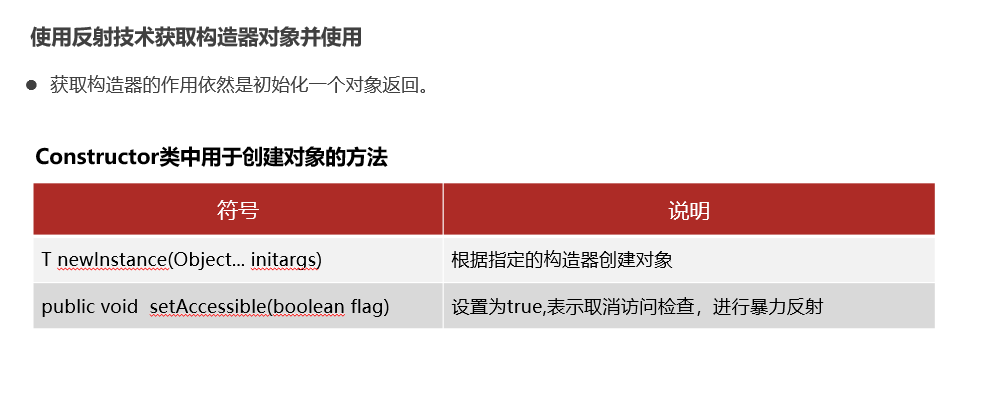 使用反射技术获取构造器对象并使用
● 获取构造器的作用依然是初始化一个对象返回。
Constructor类中用于创建对象的方法
符号 说明
T newInstance(Object... initargs) 根据指定的构造器创建对象
public void setAccessible(boolean flag) 设置为true,表示取消访问检查，进行暴力反射